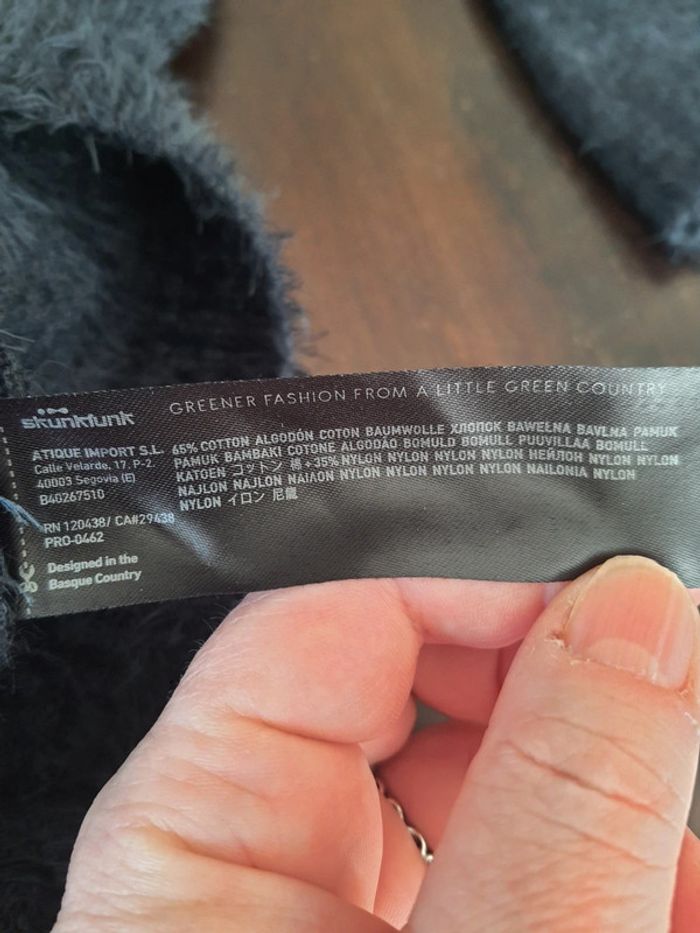 skunkfunk
GREENER FASHION FROM A LITTLE GREEN COUNTRY
ATIQUE IMPORT S.L.
Calle Velarde, 17, P-2.
40003 Segovia (E)
B40267510
RN 120438/ CA#29438
PRO-0462
Designed in the
Basque Country
65% COTTON ALGODÓN COTON BAUMWOLLE ХЛОПОК BAWEŁNA BAVLNA PAMUK
PAMUK BAMBAKI COTONE ALGODÃO BOMULD BOMULL PUUVILLAA BOMULL
KATOEN コットン 棉 + 35% NYLON NYLON NYLON NYLON НЕЙЛОН NYLON NYLON
NAJLON NAJLON ΝΑΙΛΟΝ NYLON NYLON NYLON NYLON NAILONIA NYLON
NYLON イロン 尼龍